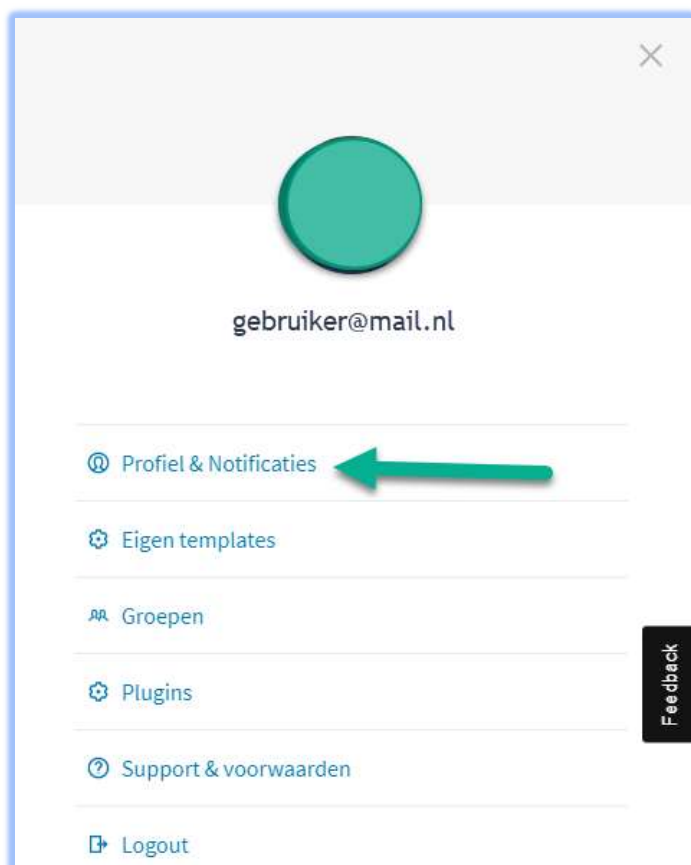 gebruiker@mail.nl
Profiel & Notificaties
Eigen templates
Groepen
Plugins
Feedback
Support & voorwaarden
Logout